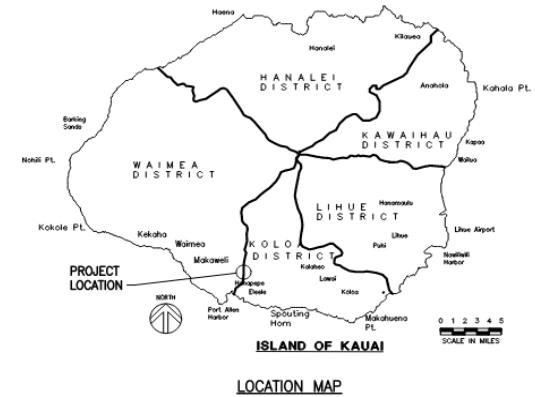 Haena
Kilauea
Hanalei
HANALEI
DISTRICT
Anahola
Kahala Pt.
Barking
Sands
KAWAIHAU
DISTRICT
Kapaa
Wailua
Nohili Pt.
WAIMEA
DISTRICT
LIHUE
DISTRICT
Hanamaulu
Kokole Pt.
Kekaha
Waimea
Makaweli
KOLOA
DISTRICT
Lihue
Puhi
Lihue Airport
Nawiliwili
Harbor
PROJECT
LOCATION
Kalaheo
Lawai
Koloa
Hanapepe
Eleele
NORTH
Port Allen
Harbor
Spouting
Horn
Makahuena
Pt.
0 1 2 3 4 5
SCALE IN MILES
ISLAND OF KAUAI
LOCATION MAP